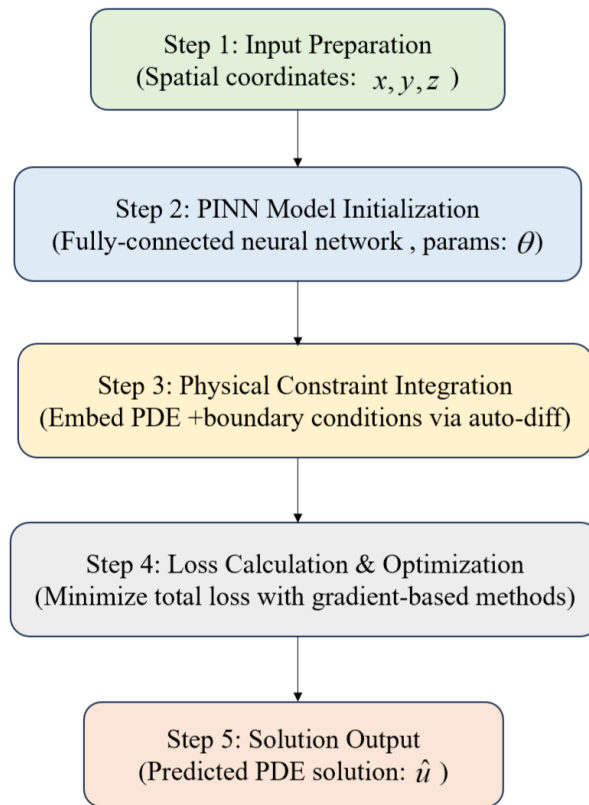 Step 1: Input Preparation
(Spatial coordinates: x, y, z )
Step 2: PINN Model Initialization
(Fully-connected neural network , params: θ)
Step 3: Physical Constraint Integration
(Embed PDE +boundary conditions via auto-diff)
Step 4: Loss Calculation & Optimization
(Minimize total loss with gradient-based methods)
Step 5: Solution Output
(Predicted PDE solution: û )